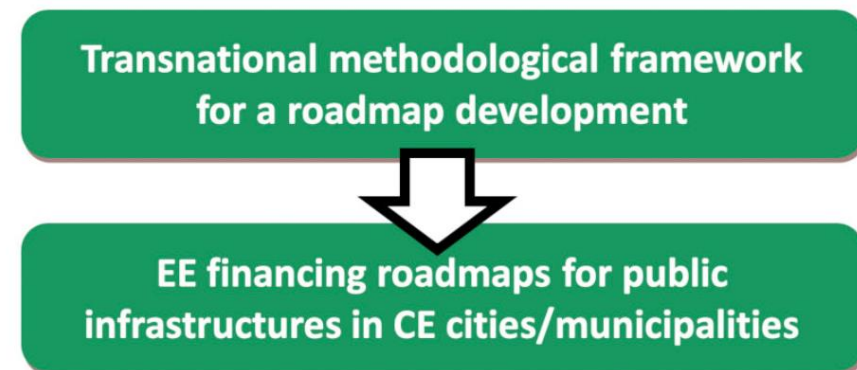 Transnational methodological framework
for a roadmap development
EE financing roadmaps for public
infrastructures in CE cities/municipalities